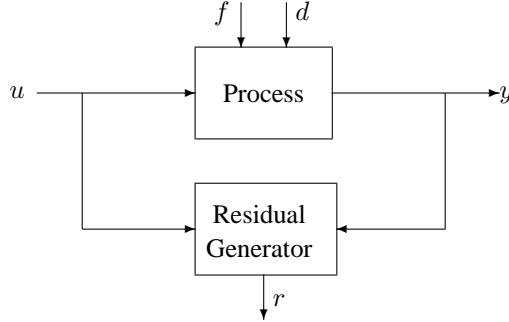 f d
u Process y
Residual
Generator
r